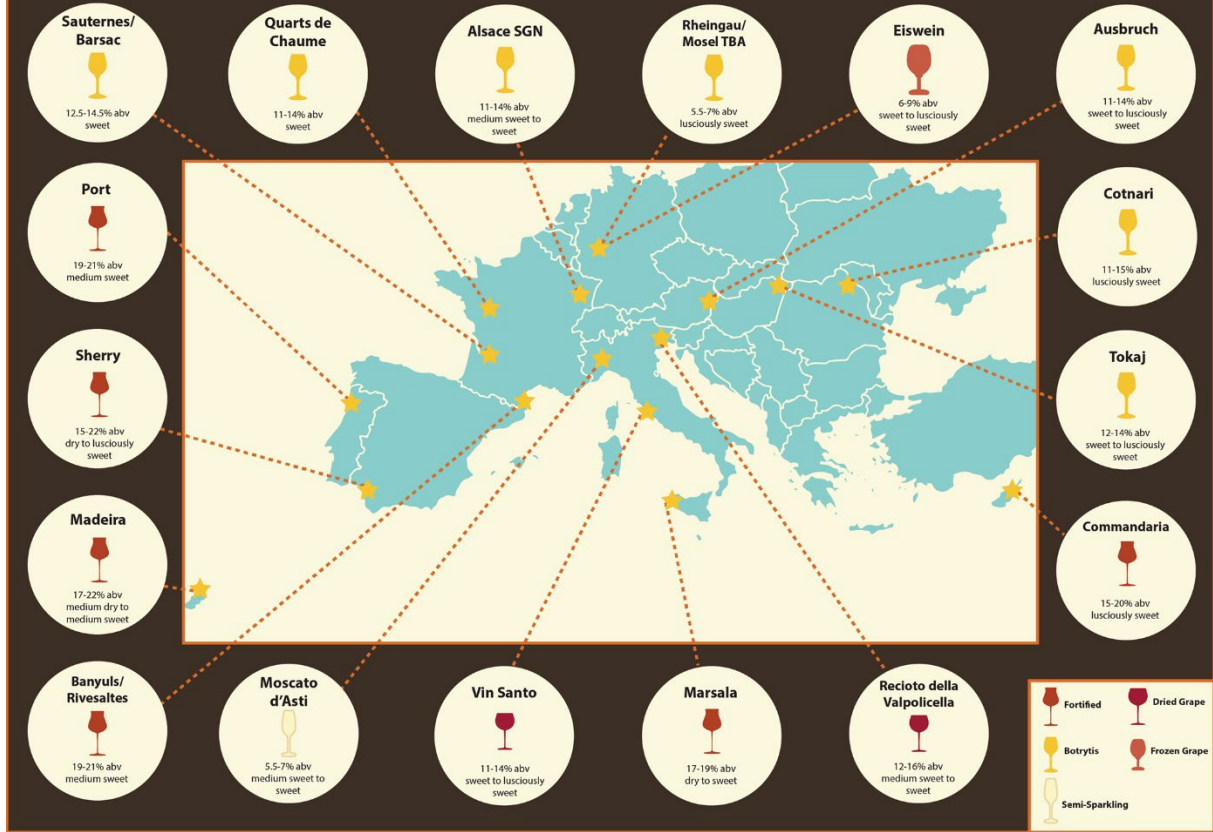 Sauternes/
Barsac
12.5-14.5% abv
sweet
Quarts de
Chaume
11-14% abv
sweet
Alsace SGN
11-14% abv
medium sweet to
sweet
Rheingau/
Mosel TBA
5.5-7% abv
lusciously sweet
Eiswein
6-9% abv
sweet to lusciously
sweet
Ausbruch
11-14% abv
sweet to lusciously
sweet
Port
19-21% abv
medium sweet
Cotnari
11-15% abv
lusciously sweet
Sherry
15-22% abv
dry to lusciously
sweet
Tokaj
12-14% abv
sweet to lusciously
sweet
Madeira
17-22% abv
medium dry to
medium sweet
Commandaria
15-20% abv
lusciously sweet
Banyuls/
Rivesaltes
19-21% abv
medium sweet
Moscato
d'Asti
5.5-7% abv
medium sweet to
sweet
Vin Santo
11-14% abv
sweet to lusciously
sweet
Marsala
17-19% abv
dry to sweet
Recioto della
Valpolicella
12-16% abv
medium sweet to
sweet
Fortified
Dried Grape
Botrytis
Frozen Grape
Semi-Sparkling